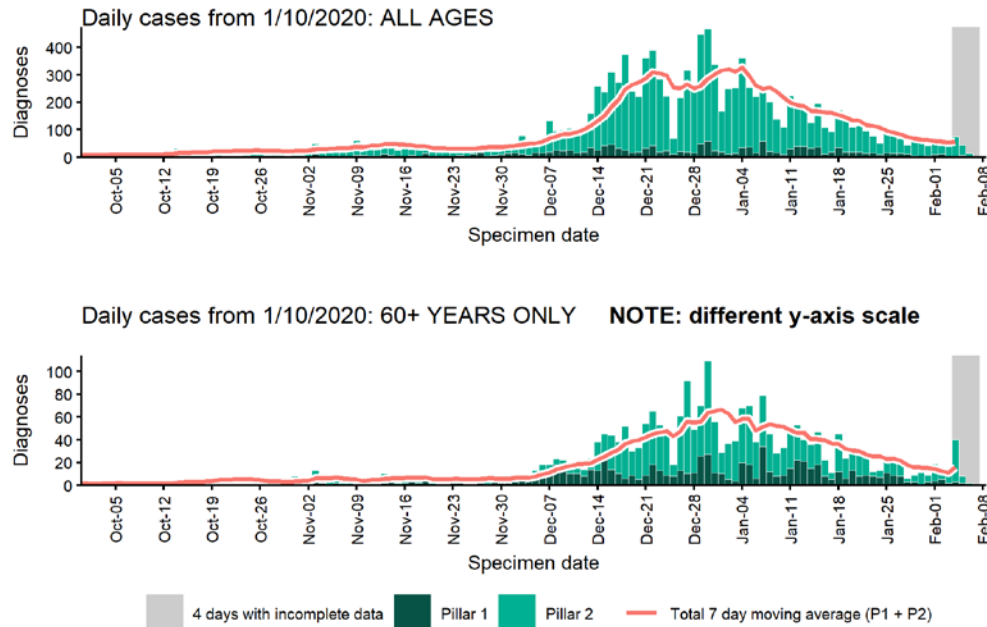 Daily cases from 1/10/2020: ALL AGES
400
300
200
100
0
Diagnoses
Oct-05 Oct-12 Oct-19 Oct-26 Nov-02 Nov-09 Nov-16 Nov-23 Nov-30 Dec-07 Dec-14 Dec-21 Dec-28 Jan-04 Jan-11 Jan-18 Jan-25 Feb-01 Feb-08
Specimen date
Daily cases from 1/10/2020: 60+ YEARS ONLY NOTE: different y-axis scale
100
80
60
40
20
0
Diagnoses
Oct-05 Oct-12 Oct-19 Oct-26 Nov-02 Nov-09 Nov-16 Nov-23 Nov-30 Dec-07 Dec-14 Dec-21 Dec-28 Jan-04 Jan-11 Jan-18 Jan-25 Feb-01 Feb-08
Specimen date
4 days with incomplete data Pillar 1 Pillar 2 Total 7 day moving average (P1 + P2)